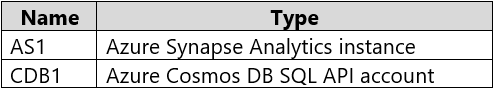 Name Type
AS1 Azure Synapse Analytics instance
CDB1 Azure Cosmos DB SQL API account